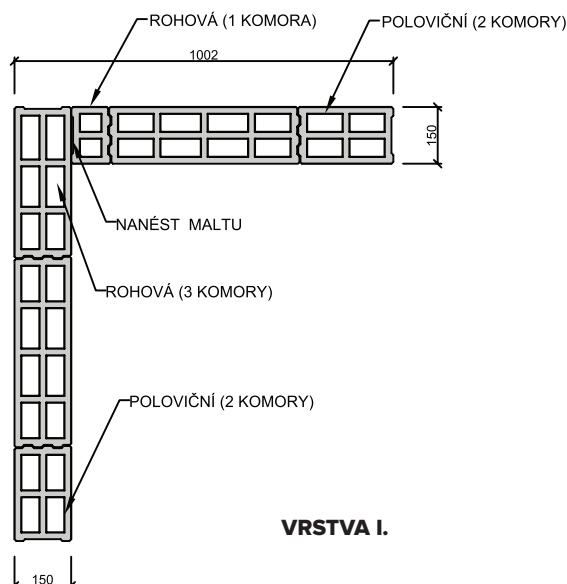 ROHOVÁ (1 KOMORA)
POLOVIČNÍ (2 KOMORY)
1002
150
NANÉST MALTU
ROHOVÁ (3 KOMORY)
POLOVIČNÍ (2 KOMORY)
VRSTVA I.
150